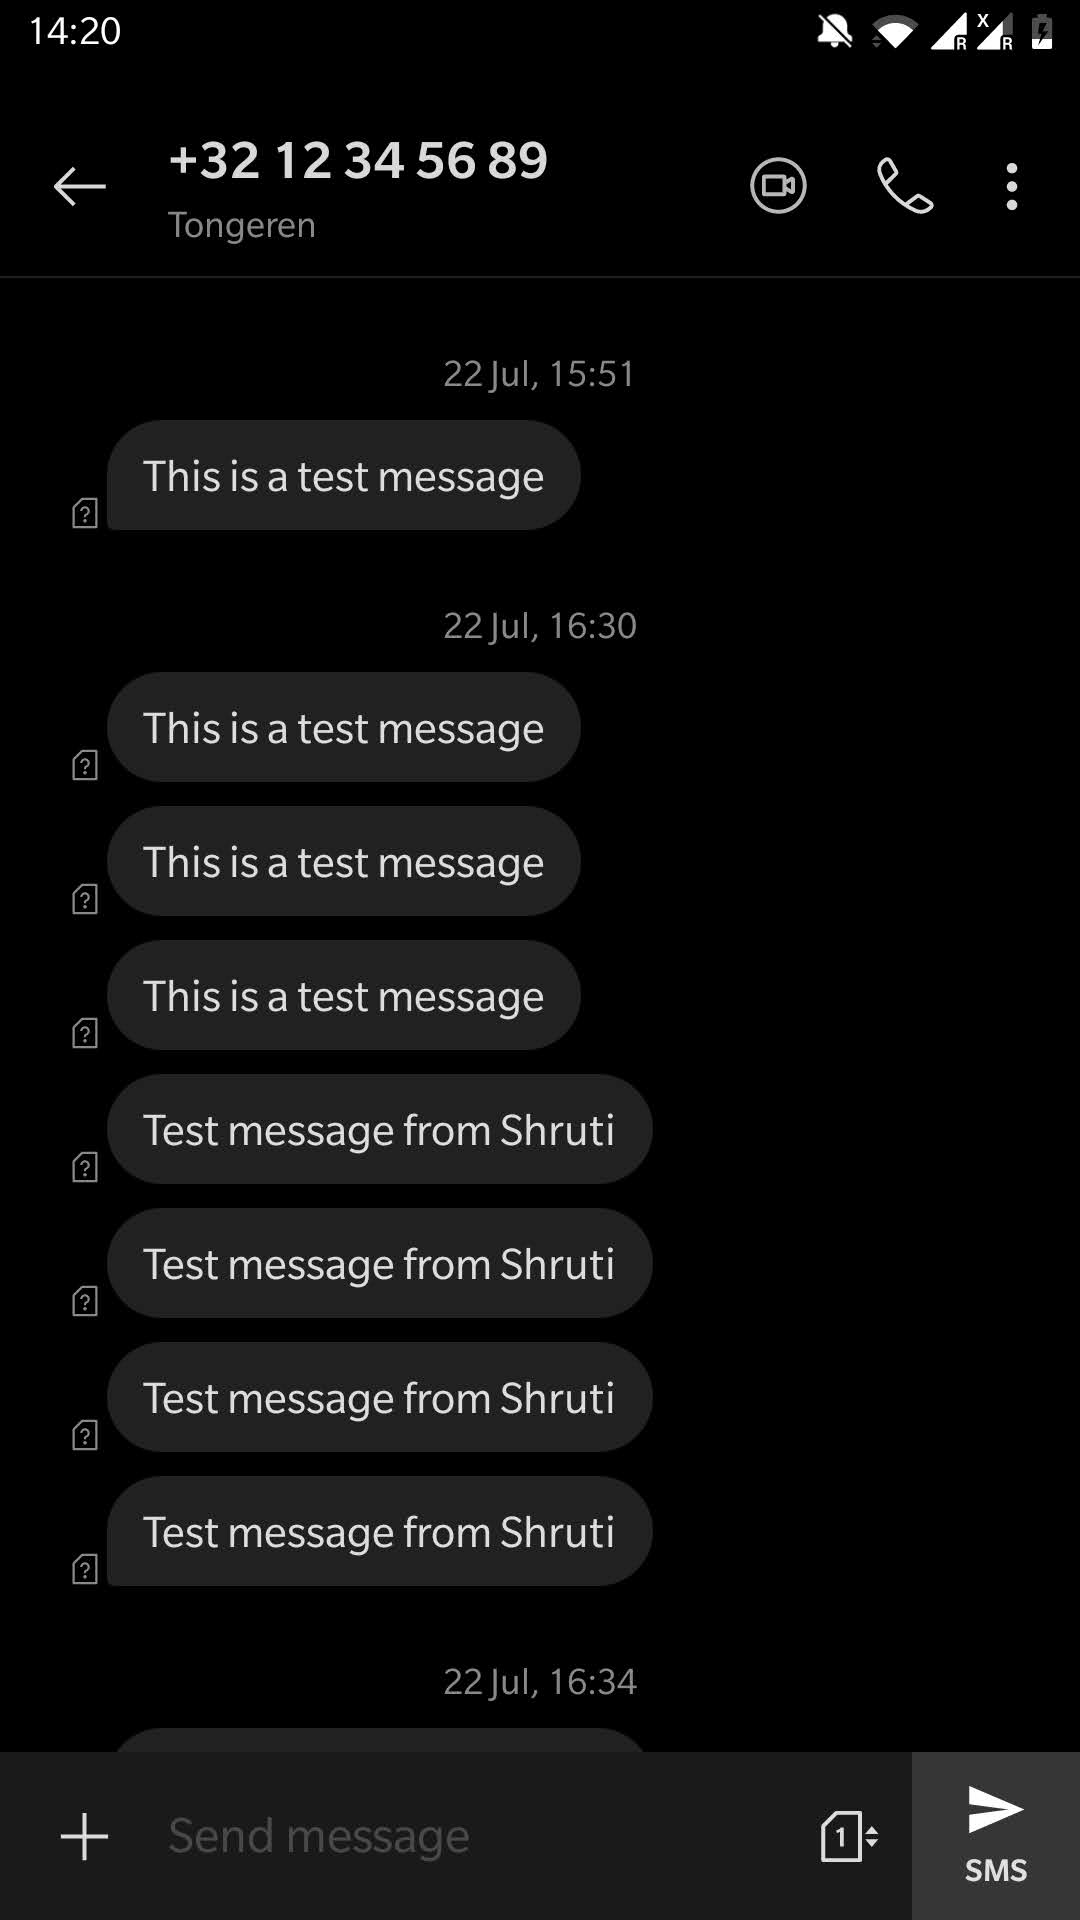 14:20
R X R
+32 12 34 56 89
Tongeren
22 Jul, 15:51
This is a test message
?
22 Jul, 16:30
This is a test message
?
This is a test message
?
This is a test message
?
Test message from Shruti
?
Test message from Shruti
?
Test message from Shruti
?
Test message from Shruti
?
22 Jul, 16:34
Send message
1
SMS